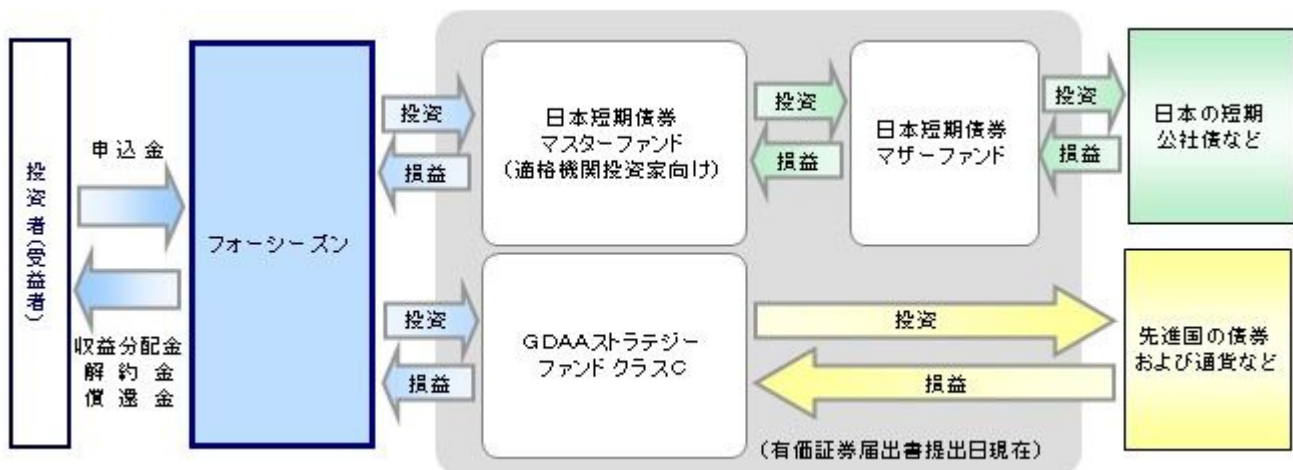 投資者(受益者)
申込金
収益分配金
解約金
償還金
フォーシーズン
投資
損益
投資
損益
日本短期債券
マスターファンド
(適格機関投資家向け)
投資
損益
日本短期債券
マザーファンド
投資
損益
日本の短期
公社債など
GDAAストラテジー
ファンド クラスC
投資
損益
先進国の債券
および通貨など
(有価証券届出書提出日現在)